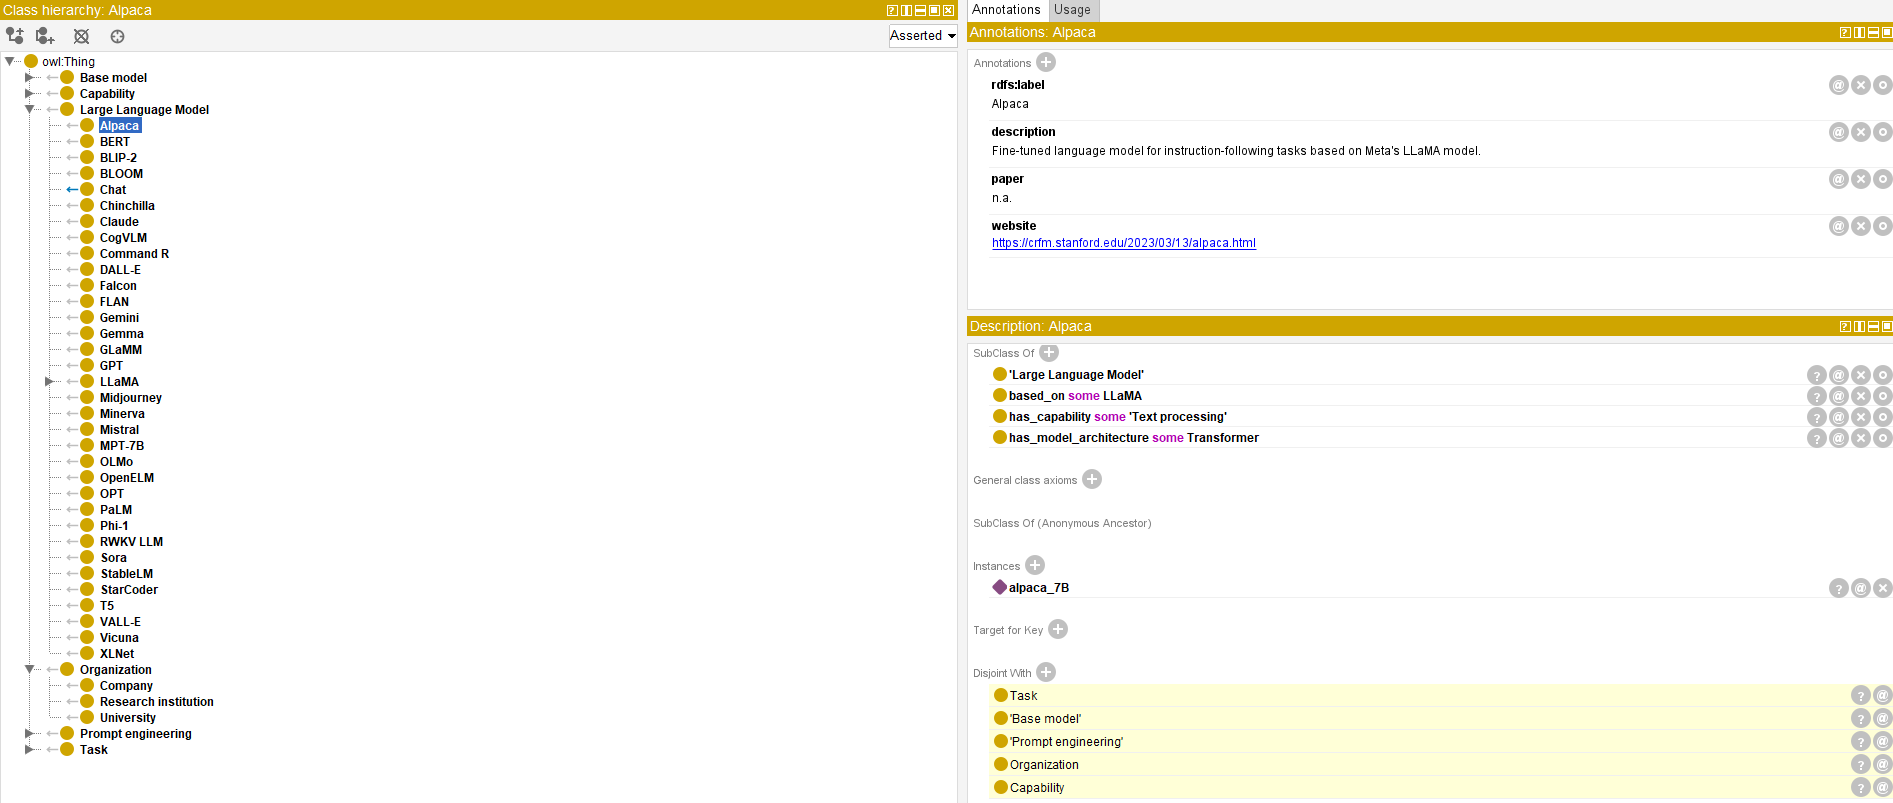 Class hierarchy: Alpaca
Asserted
owl:Thing
Base model
Capability
Large Language Model
Alpaca
BERT
BLIP-2
BLOOM
Chat
Chinchilla
Claude
CogVLM
Command R
DALL-E
Falcon
FLAN
Gemini
Gemma
GLaMM
GPT
LLaMA
Midjourney
Minerva
Mistral
MPT-7B
OLMo
OpenELM
OPT
PaLM
Phi-1
RWKV LLM
Sora
StableLM
StarCoder
T5
VALL-E
Vicuna
XLNet
Organization
Company
Research institution
University
Prompt engineering
Task
Annotations Usage
Annotations: Alpaca
Annotations
rdfs:label
Alpaca
description
Fine-tuned language model for instruction-following tasks based on Meta's LLaMA model.
paper
n.a.
website
https://crfm.stanford.edu/2023/03/13/alpaca.html
Description: Alpaca
SubClass Of
'Large Language Model'
based_on some LLaMA
has_capability some 'Text processing'
has_model_architecture some Transformer
General class axioms
SubClass Of (Anonymous Ancestor)
Instances
alpaca_7B
Target for Key
Disjoint With
Task
'Base model'
'Prompt engineering'
Organization
Capability